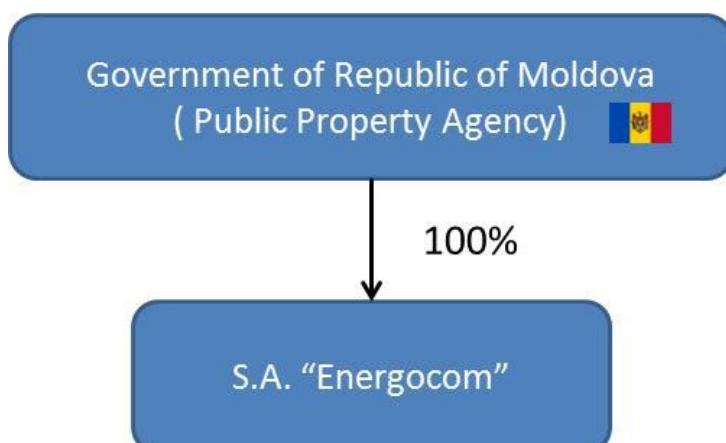 Government of Republic of Moldova
( Public Property Agency)
100%
S.A. “Energocom”